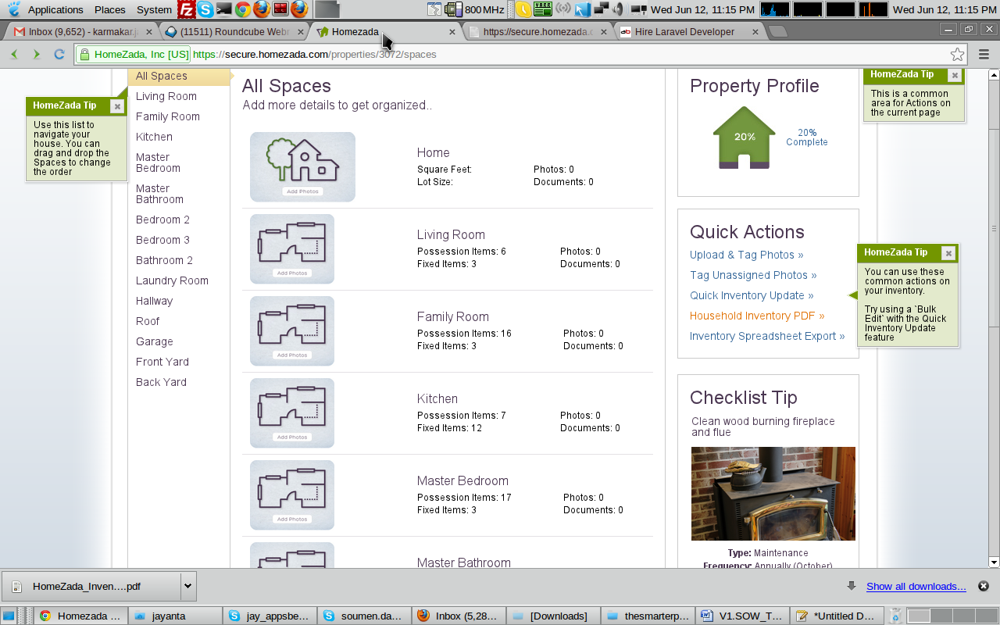 Applications Places System 800 MHz Wed Jun 12, 11:15 PM Wed Jun 12, 11:15 PM
Inbox (9,652) - karmakar.j (11511) Roundcube Webm Homezada https://secure.homezada.c Hire Laravel Developer
HomeZada, Inc [US] https://secure.homezada.com/properties/3072/spaces
All Spaces
Living Room
Family Room
Kitchen
Master
Bedroom
Master
Bathroom
Bedroom 2
Bedroom 3
Bathroom 2
Laundry Room
Hallway
Roof
Garage
Front Yard
Back Yard
HomeZada Tip
Use this list to
navigate your
house. You can
drag and drop the
Spaces to change
the order
All Spaces
Add more details to get organized..
Add Photos
Home
Square Feet: Photos: 0
Lot Size: Documents: 0
Add Photos
Living Room
Possession Items: 6 Photos: 0
Fixed Items: 3 Documents: 0
Add Photos
Family Room
Possession Items: 16 Photos: 0
Fixed Items: 3 Documents: 0
Add Photos
Kitchen
Possession Items: 7 Photos: 0
Fixed Items: 12 Documents: 0
Add Photos
Master Bedroom
Possession Items: 17 Photos: 0
Fixed Items: 3 Documents: 0
Add Photos
Master Bathroom
Property Profile
20%
20%
Complete
HomeZada Tip
This is a common
area for Actions on
the current page
Quick Actions
Upload & Tag Photos »
Tag Unassigned Photos »
Quick Inventory Update »
Household Inventory PDF »
Inventory Spreadsheet Export »
HomeZada Tip
You can use these
common actions on
your inventory.
Try using a `Bulk
Edit` with the Quick
Inventory Update
feature
Checklist Tip
Clean wood burning fireplace
and flue
Type: Maintenance
Frequency: Annually (October)
HomeZada_Inven....pdf Show all downloads...
Homezada ... jayanta jay_appsbe... soumen.da... Inbox (5,28... [Downloads] thesmarterp... V1.SOW_T... *Untitled D...